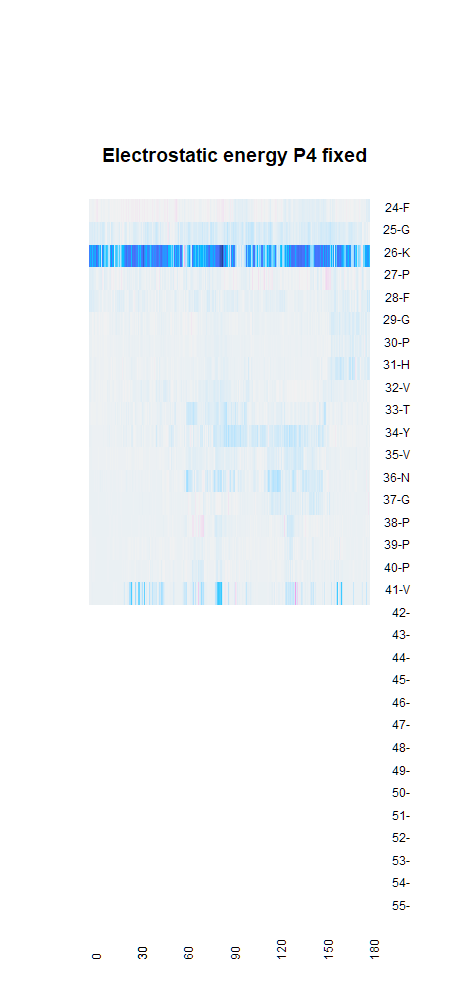 Electrostatic energy P4 fixed
24-F
25-G
26-K
27-P
28-F
29-G
30-P
31-H
32-V
33-T
34-Y
35-V
36-N
37-G
38-P
39-P
40-P
41-V
42-
43-
44-
45-
46-
47-
48-
49-
50-
51-
52-
53-
54-
55-
0
30
60
90
120
150
180